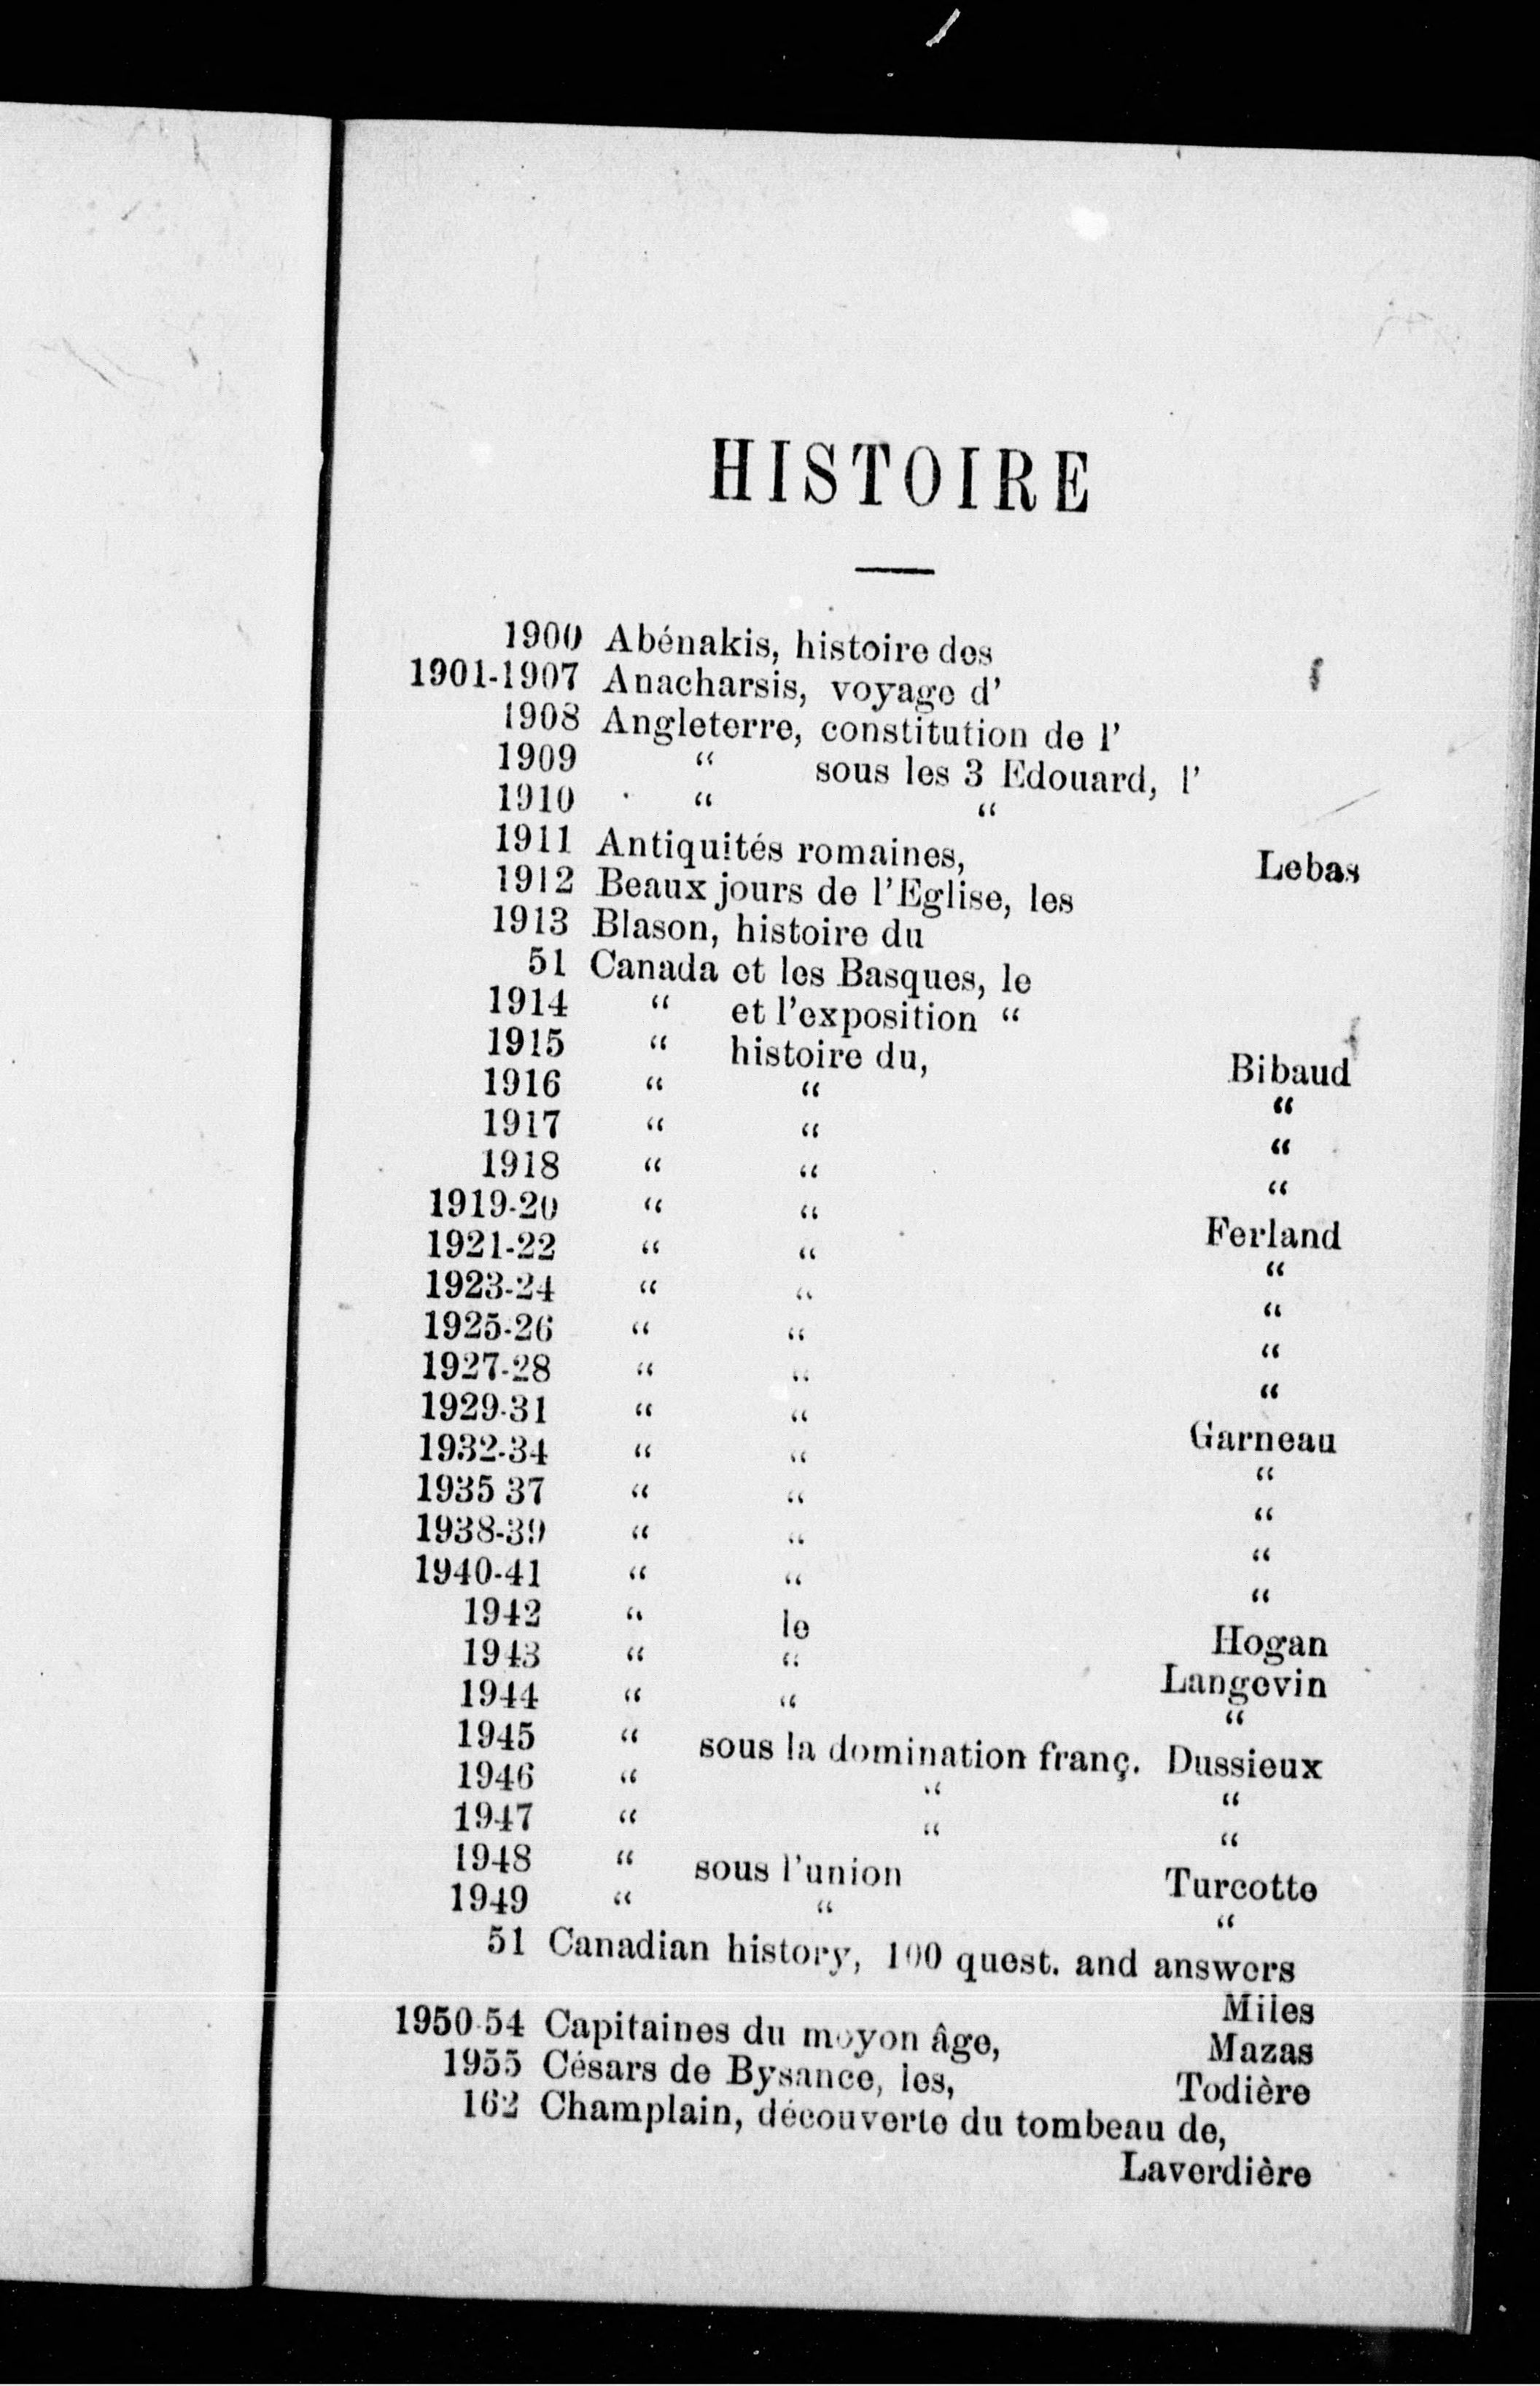 HISTOIRE
1900 Abénakis, histoire des
1901-1907 Anacharsis, voyage d'
1908 Angleterre, constitution de l'
1909 “ sous les 3 Edouard, l'
1910 “ “
1911 Antiquités romaines, Lebas
1912 Beaux jours de l'Eglise, les
1913 Blason, histoire du
51 Canada et les Basques, le
1914 “ et l'exposition “
1915 “ histoire du, Bibaud
1916 “ “ “
1917 “ “ “
1918 “ “ “
1919-20 “ “ Ferland
1921-22 “ “ “
1923-24 “ “ “
1925-26 “ “ “
1927-28 “ “ “
1929-31 “ “ Garneau
1932-34 “ “ “
1935 37 “ “ “
1938-39 “ “ “
1940-41 “ “ “
1942 “ le Hogan
1943 “ “ Langevin
1944 “ “ “
1945 “ sous la domination franç. Dussieux
1946 “ “ “
1947 “ “ “
1948 “ sous l'union Turcotte
1949 “ “ “
51 Canadian history, 100 quest. and answers
Miles
1950-54 Capitaines du moyen âge, Mazas
1955 Césars de Bysance, les, Todière
162 Champlain, découverte du tombeau de,
Laverdière